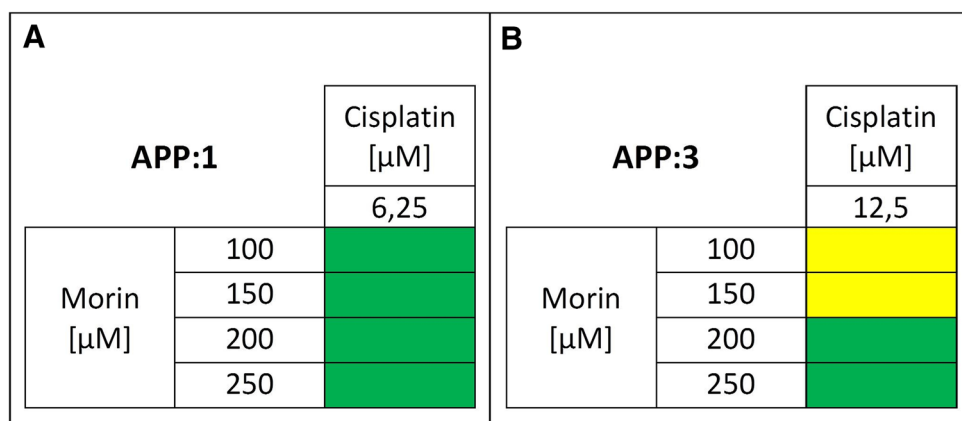 A
APP:1
Cisplatin
[µM]
6,25
Morin
[µM]
100
150
200
250
B
APP:3
Cisplatin
[µM]
12,5
Morin
[µM]
100
150
200
250